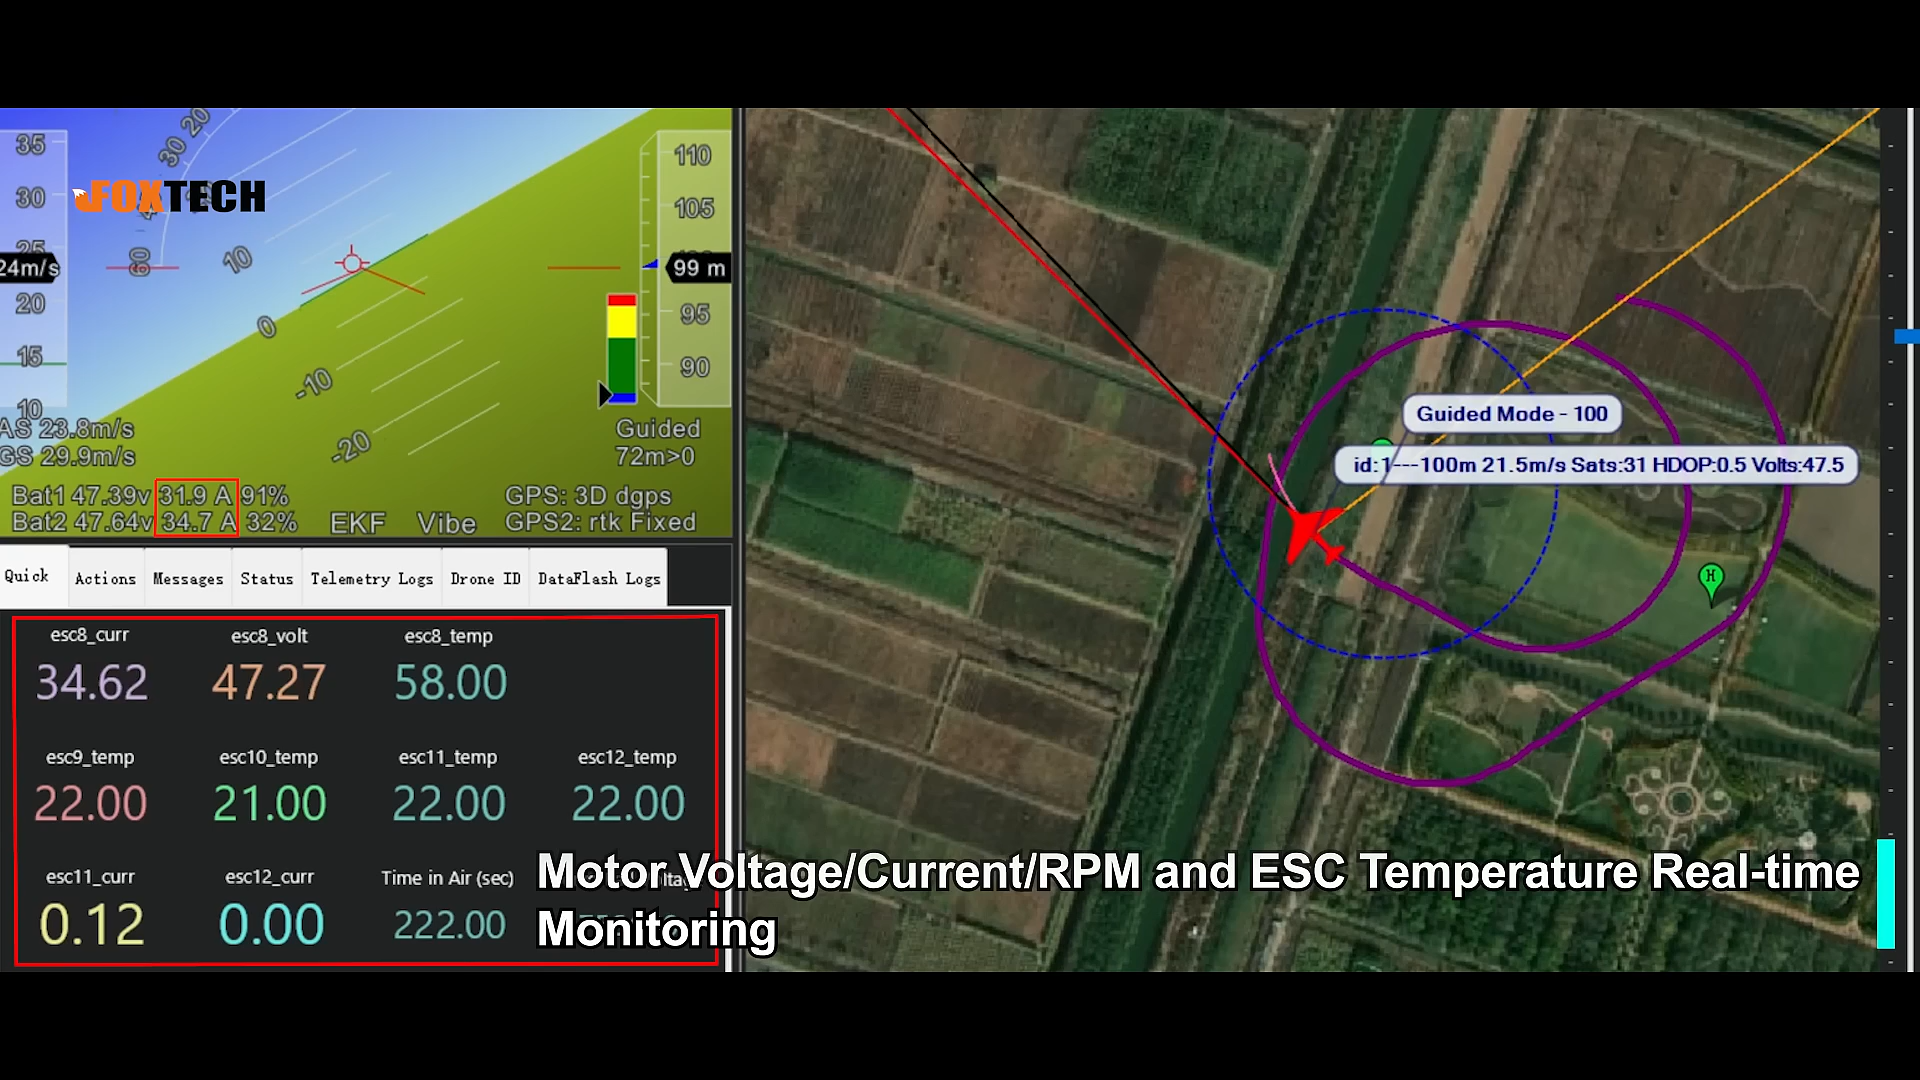 35
30
25
24m/s
20
15
10
FOXTECH
20
30
60
10
0
-10
-20
110
105
99 m
95
90
AS 23.8m/s
GS 29.9m/s
Guided
72m>0
Bat1 47.39v 31.9 A 91%
Bat2 47.64v 34.7 A 32%
EKF Vibe
GPS: 3D dgps
GPS2: rtk Fixed
Quick Actions Messages Status Telemetry Logs Drone ID DataFlash Logs
esc8_curr esc8_volt esc8_temp
34.62 47.27 58.00
esc9_temp esc10_temp esc11_temp esc12_temp
22.00 21.00 22.00 22.00
esc11_curr esc12_curr Time in Air (sec)
0.12 0.00 222.00
Guided Mode - 100
id:1---100m 21.5m/s Sats:31 HDOP:0.5 Volts:47.5
H
Motor Voltage/Current/RPM and ESC Temperature Real-time
Monitoring